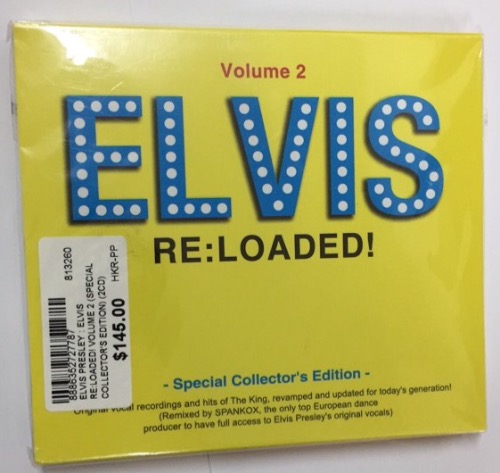 Volume 2
ELVIS
RE:LOADED!
- Special Collector's Edition -
Original vocal recordings and hits of The King, revamped and updated for today's generation!
(Remixed by SPANKOX, the only top European dance
producer to have full access to Elvis Presley's original vocals)
813260
8886352727787
ELVIS PRESLEY : ELVIS
RE:LOADED! VOLUME 2 (SPECIAL
COLLECTOR'S EDITION) (2CD)
HKR-PP
$145.00